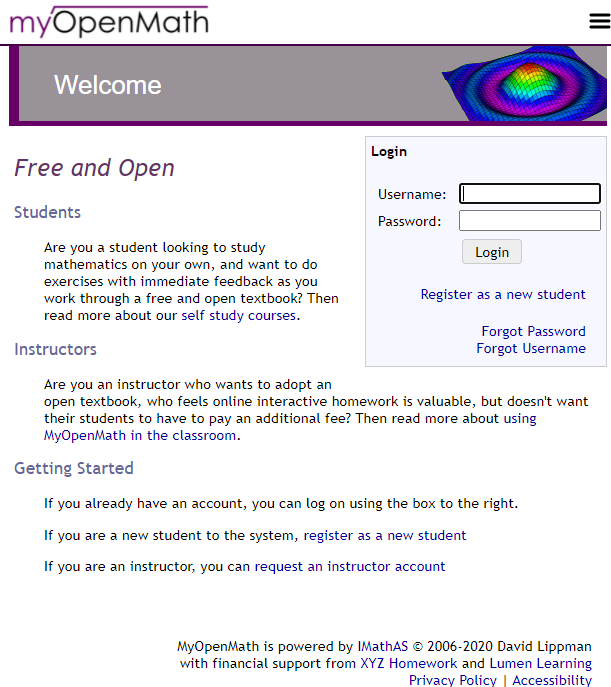 myOpenMath
Welcome
Free and Open
Students
Are you a student looking to study
mathematics on your own, and want to do
exercises with immediate feedback as you
work through a free and open textbook? Then
read more about our self study courses.
Login
Username:
Password:
Login
Register as a new student
Forgot Password
Forgot Username
Instructors
Are you an instructor who wants to adopt an
open textbook, who feels online interactive homework is valuable, but doesn't want
their students to have to pay an additional fee? Then read more about using
MyOpenMath in the classroom.
Getting Started
If you already have an account, you can log on using the box to the right.
If you are a new student to the system, register as a new student
If you are an instructor, you can request an instructor account
MyOpenMath is powered by IMathAS © 2006-2020 David Lippman
with financial support from XYZ Homework and Lumen Learning
Privacy Policy | Accessibility